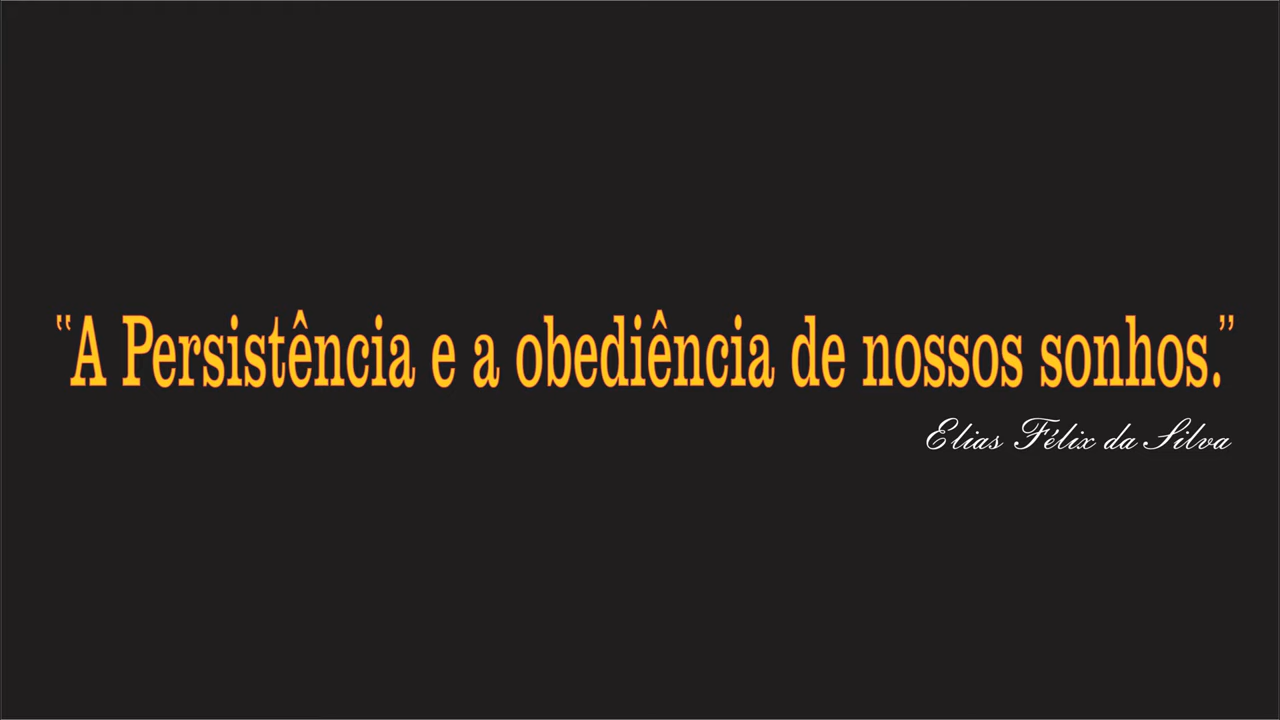 “A Persistência e a obediência de nossos sonhos.”
Elias Félix da Silva